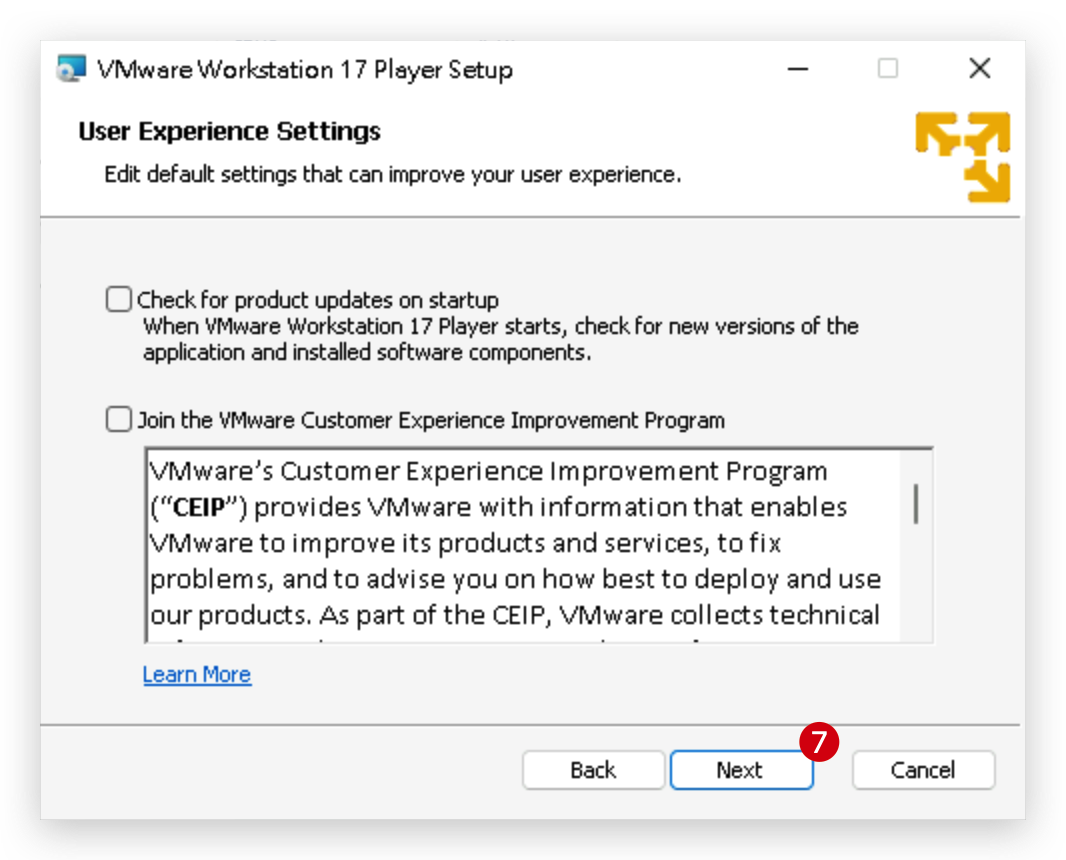 VMware Workstation 17 Player Setup
User Experience Settings
Edit default settings that can improve your user experience.
Check for product updates on startup
When VMware Workstation 17 Player starts, check for new versions of the
application and installed software components.
Join the VMware Customer Experience Improvement Program
VMware's Customer Experience Improvement Program
("CEIP") provides VMware with information that enables
VMware to improve its products and services, to fix
problems, and to advise you on how best to deploy and use
our products. As part of the CEIP, VMware collects technical
Learn More
7
Back
Next
Cancel